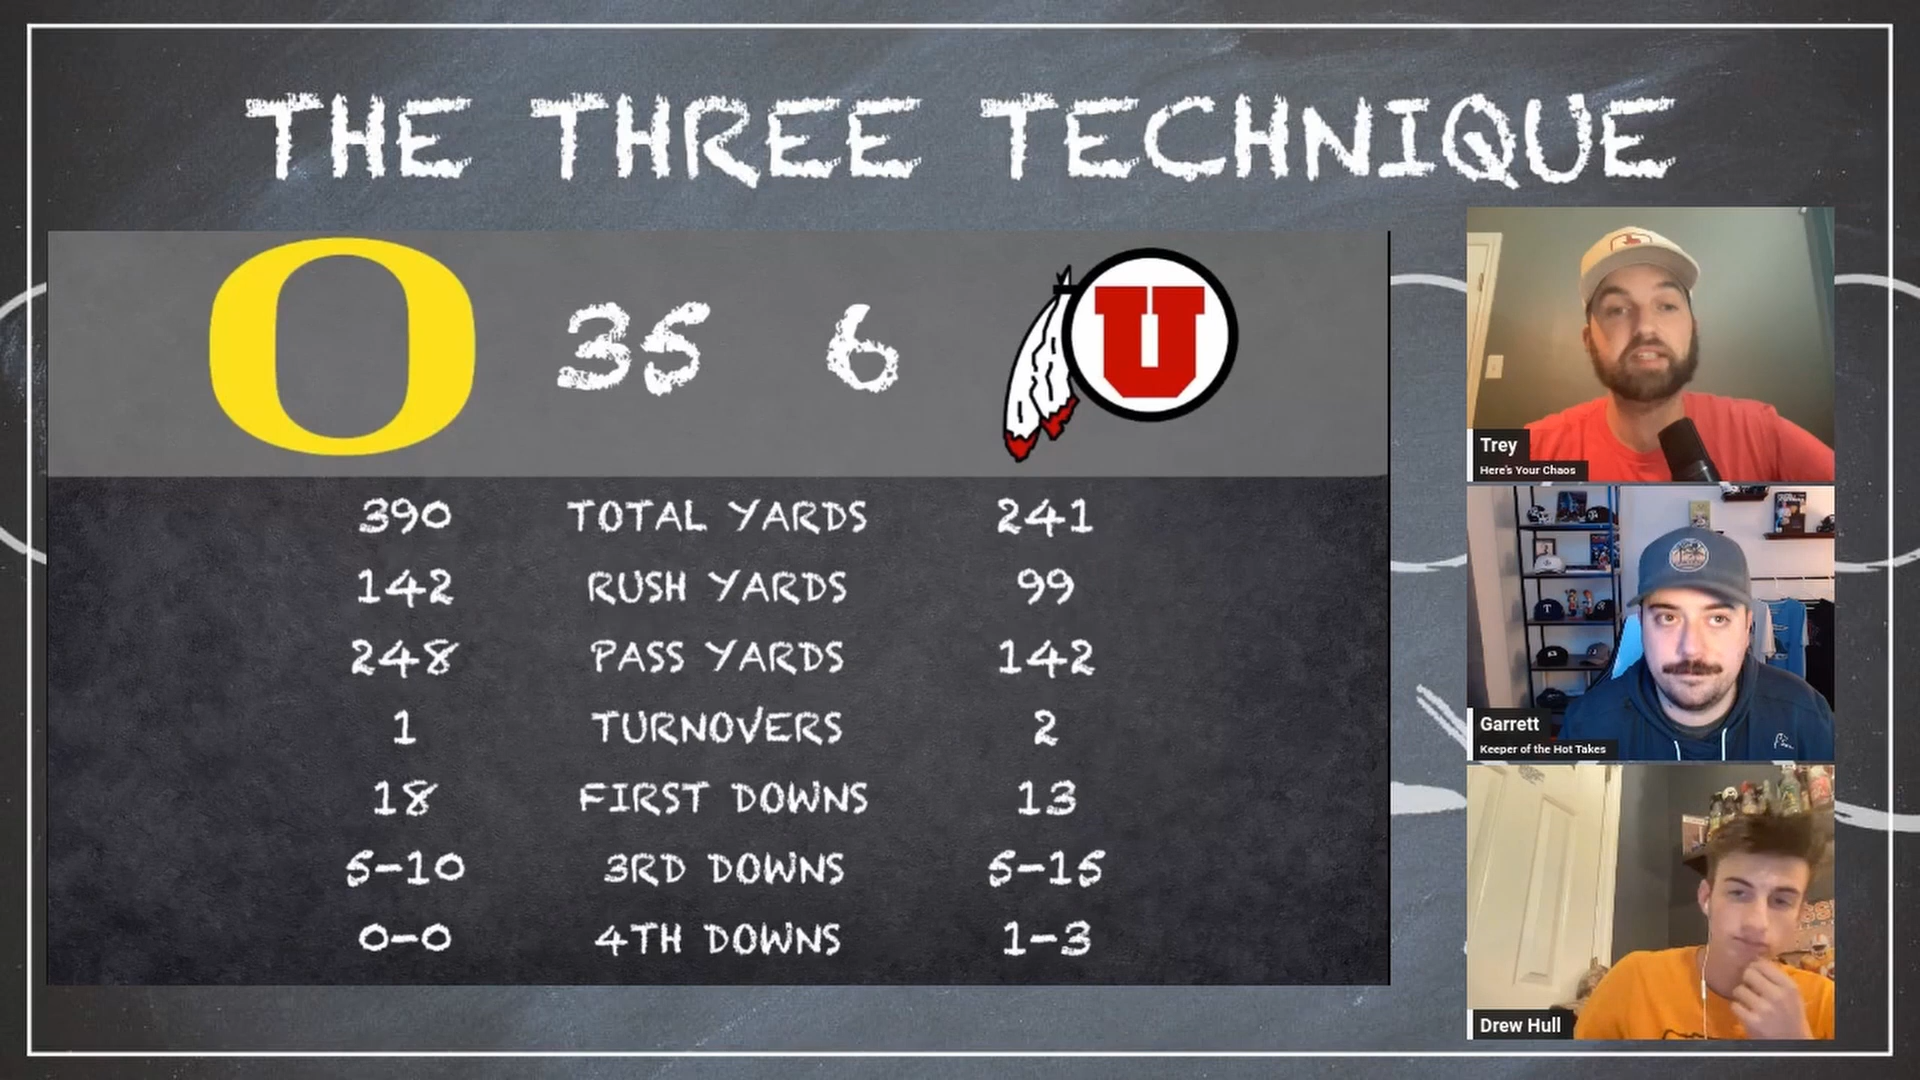 THE THREE TECHNIQUE
O 35 6 U
390 TOTAL YARDS 241
142 RUSH YARDS 99
248 PASS YARDS 142
1 TURNOVERS 2
18 FIRST DOWNS 13
5-10 3RD DOWNS 5-15
0-0 4TH DOWNS 1-3
Trey
Here's Your Chaos
Garrett
Keeper of the Hot Takes
Drew Hull